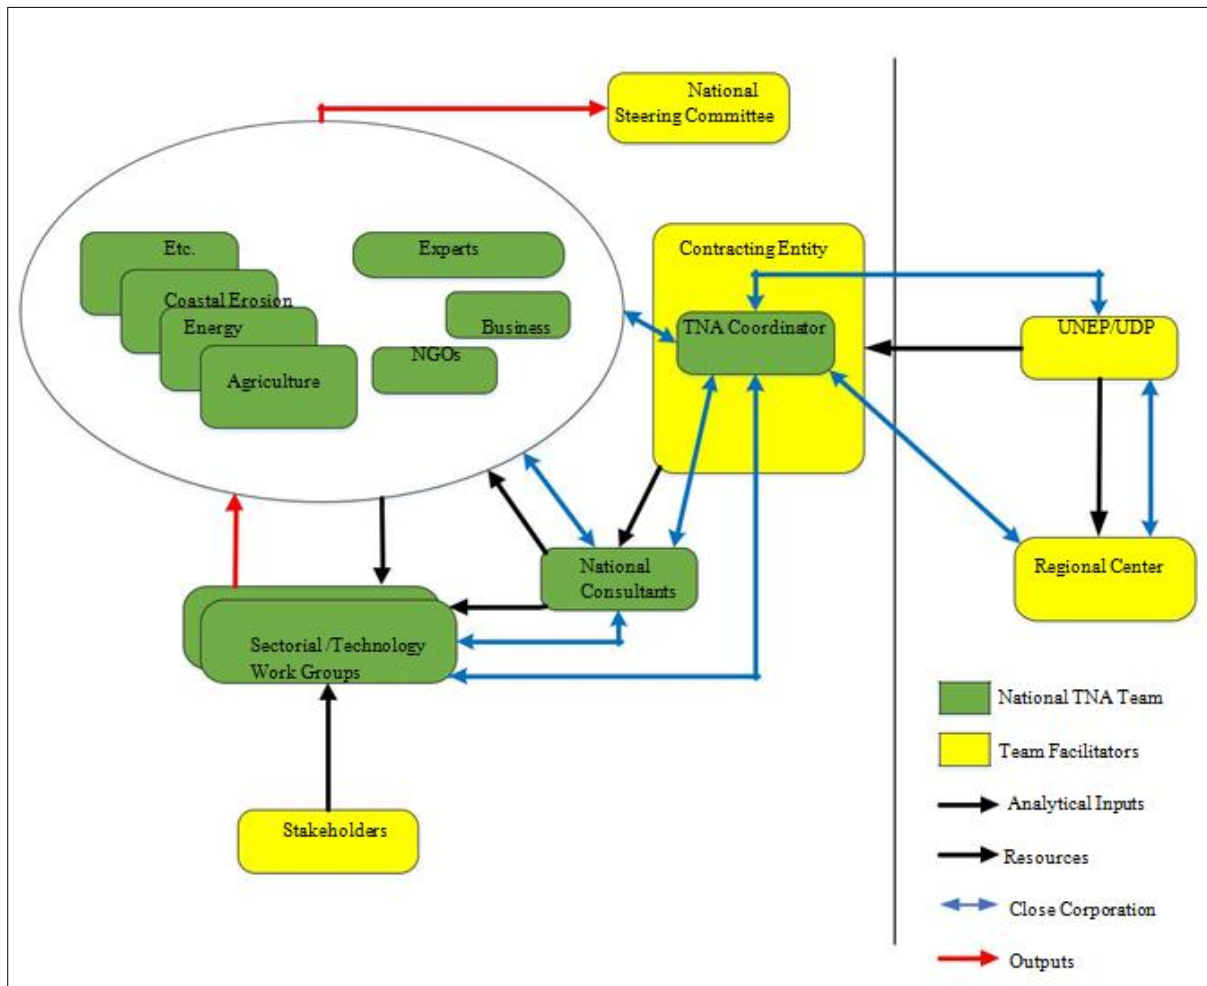 National
Steering Committee
Etc.
Experts
Contracting Entity
Coastal Erosion
Energy
Business
TNA Coordinator
UNEP/UDP
NGOs
Agriculture
National
Consultants
Regional Center
Sectorial /Technology
Work Groups
Stakeholders
National TNA Team
Team Facilitators
Analytical Inputs
Resources
Close Corporation
Outputs